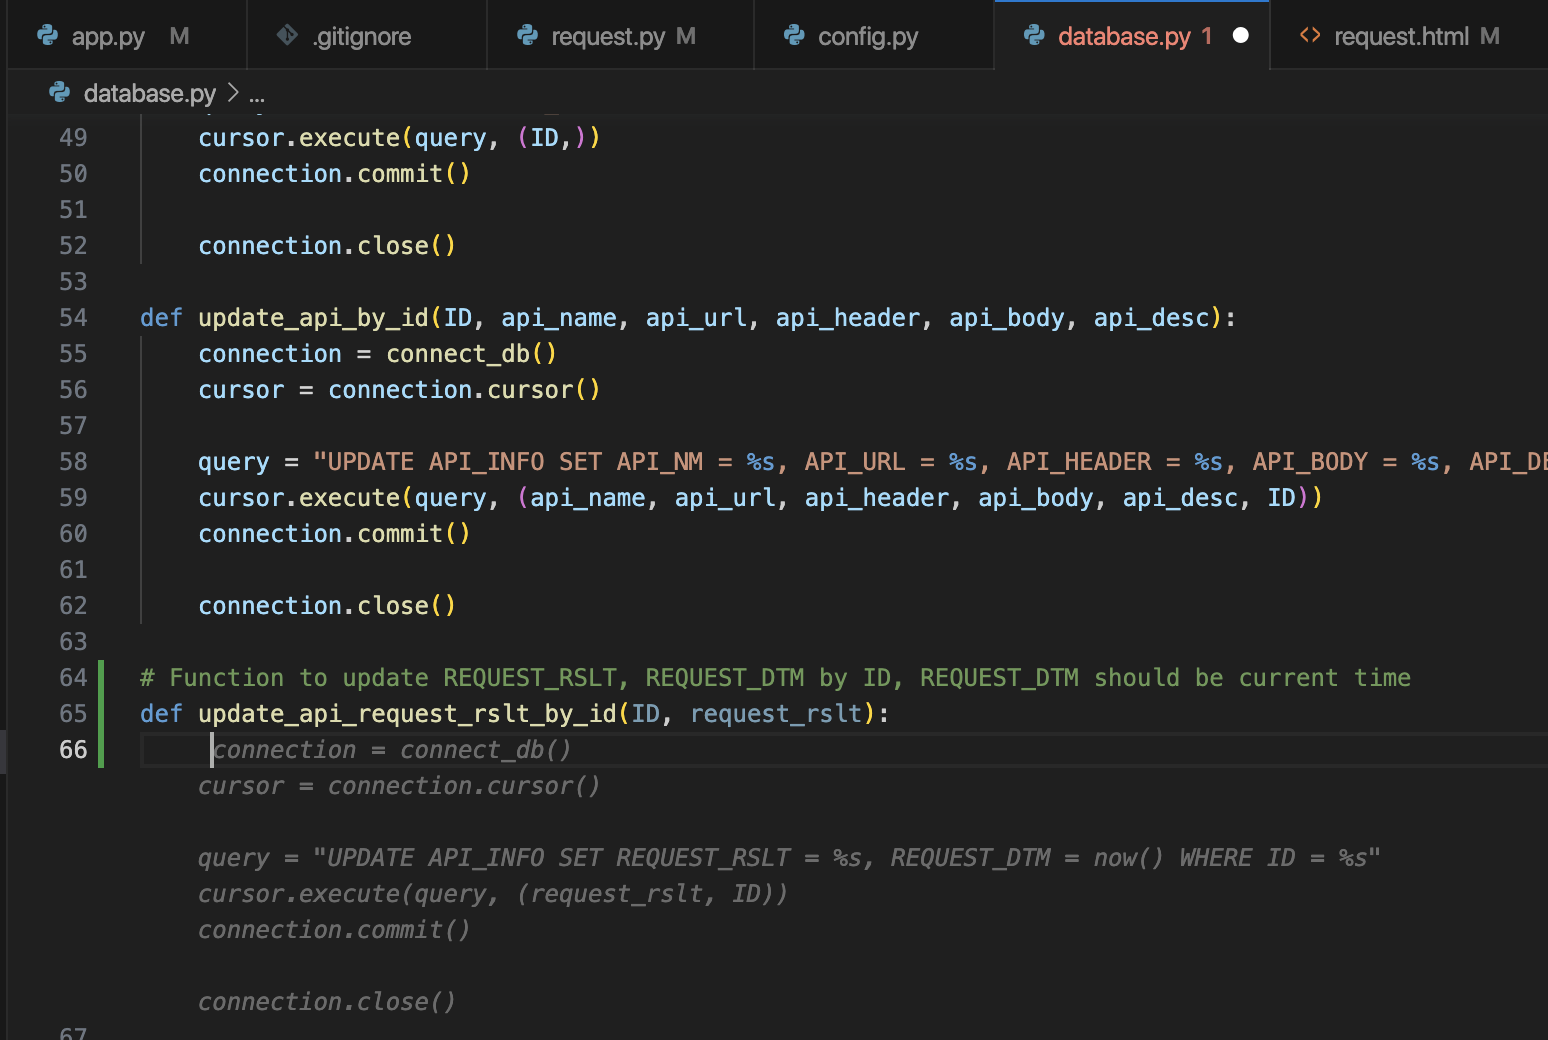 app.py M .gitignore request.py M config.py database.py 1 request.html M
database.py > ...
49 cursor.execute(query, (ID,))
50 connection.commit()
51
52 connection.close()
53
54 def update_api_by_id(ID, api_name, api_url, api_header, api_body, api_desc):
55 connection = connect_db()
56 cursor = connection.cursor()
57
58 query = "UPDATE API_INFO SET API_NM = %s, API_URL = %s, API_HEADER = %s, API_BODY = %s, API_DE
59 cursor.execute(query, (api_name, api_url, api_header, api_body, api_desc, ID))
60 connection.commit()
61
62 connection.close()
63
64 # Function to update REQUEST_RSLT, REQUEST_DTM by ID, REQUEST_DTM should be current time
65 def update_api_request_rslt_by_id(ID, request_rslt):
66 connection = connect_db()
cursor = connection.cursor()
query = "UPDATE API_INFO SET REQUEST_RSLT = %s, REQUEST_DTM = now() WHERE ID = %s"
cursor.execute(query, (request_rslt, ID))
connection.commit()
connection.close()
67